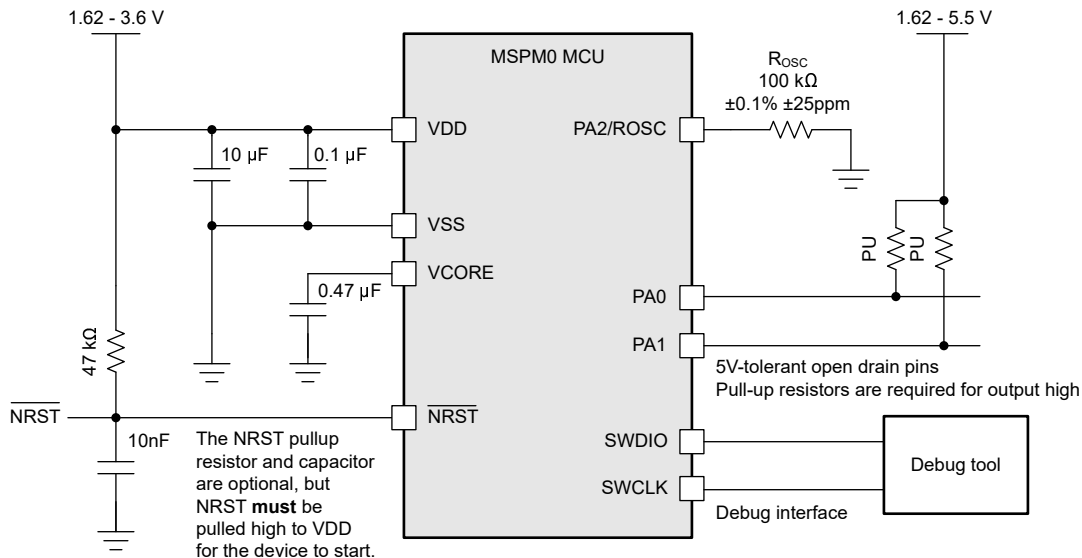 1.62 - 3.6 V
1.62 - 5.5 V
MSPM0 MCU
ROSC
100 kΩ
±0.1% ±25ppm
VDD
PA2/ROSC
10 µF
0.1 µF
VSS
VCORE
0.47 µF
PU
PU
PA0
PA1
47 kΩ
5V-tolerant open drain pins
Pull-up resistors are required for output high
NRST
NRST
10nF
The NRST pullup
resistor and capacitor
are optional, but
NRST must be
pulled high to VDD
for the device to start.
SWDIO
SWCLK
Debug tool
Debug interface